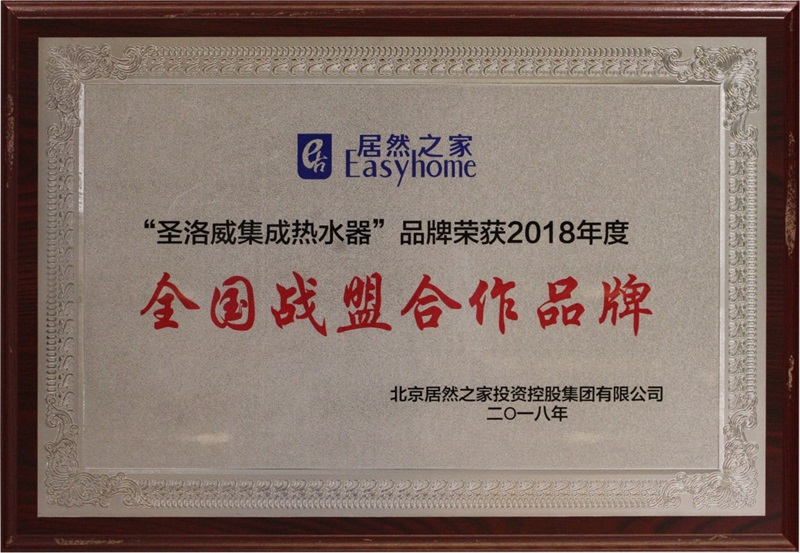 居然之家
Easyhome
“圣洛威集成热水器”品牌荣获2018年度
全国战盟合作品牌
北京居然之家投资控股集团有限公司
二〇一八年